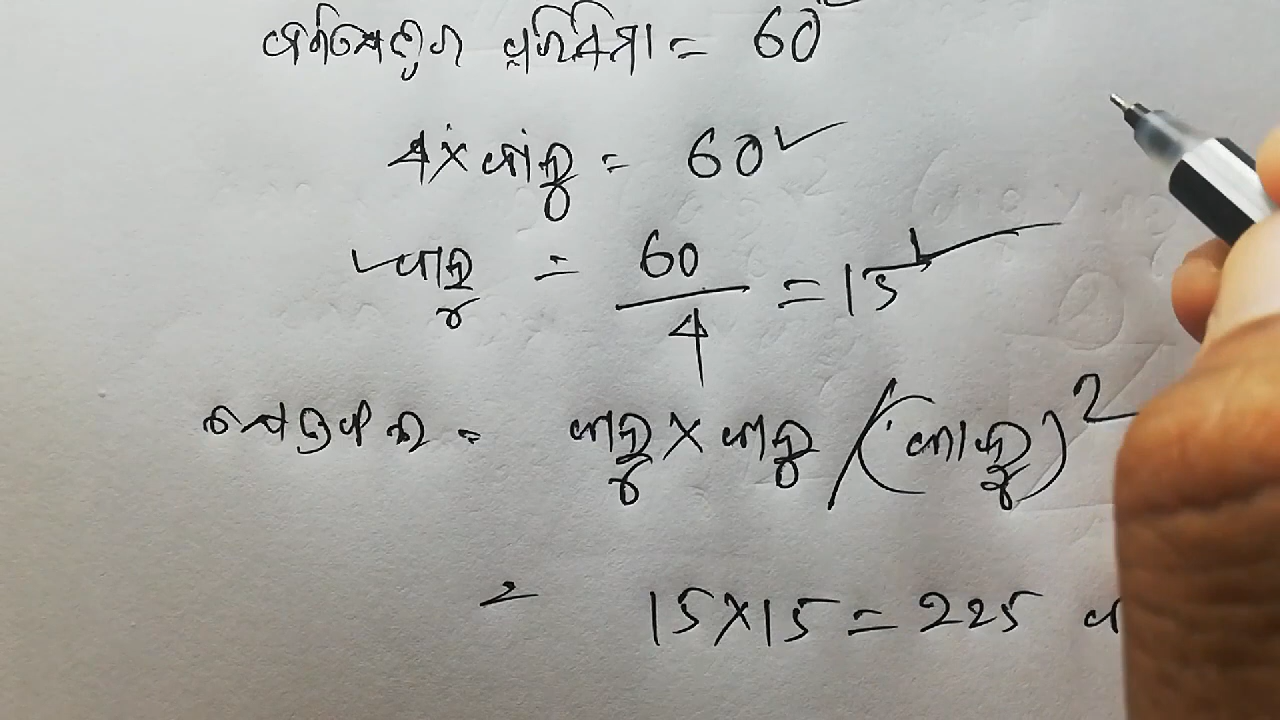 ବର୍ଗକ୍ଷେତ୍ରର ପରିସୀମା = 60
4 × ବାହୁ = 60 ✓
✓ ବାହୁ = 60/4 = 15
କ୍ଷେତ୍ରଫଳ = ବାହୁ × ବାହୁ / (ବାହୁ)²
= 15×15 = 225 ବ